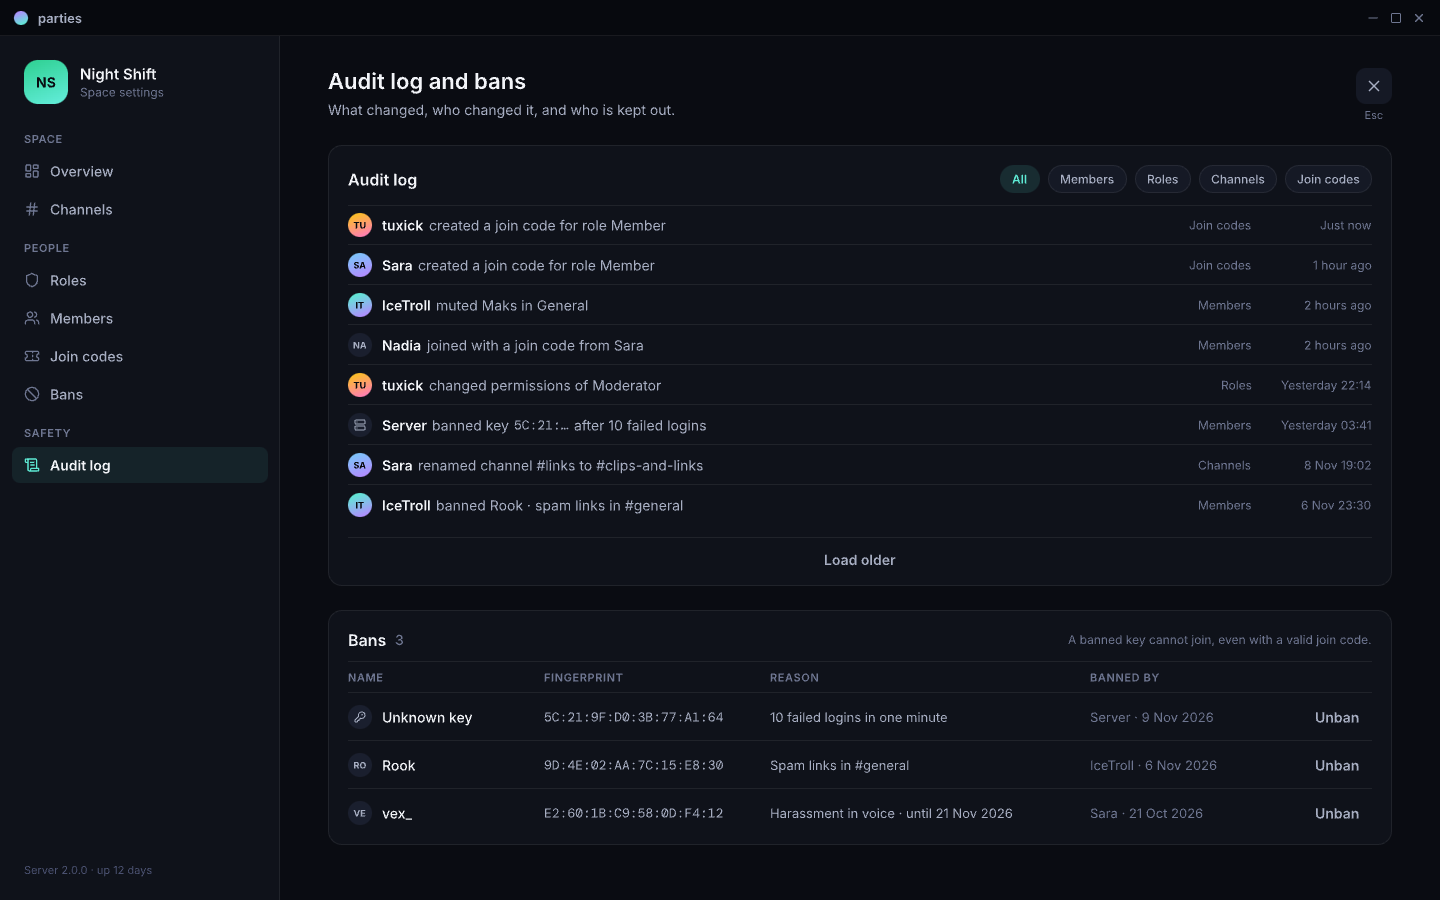 parties
NS
Night Shift
Space settings
SPACE
Overview
Channels
PEOPLE
Roles
Members
Join codes
Bans
SAFETY
Audit log
Server 2.0.0 · up 12 days
Audit log and bans
What changed, who changed it, and who is kept out.
Esc
Audit log
All Members Roles Channels Join codes
TU tuxick created a join code for role Member Join codes Just now
SA Sara created a join code for role Member Join codes 1 hour ago
IT IceTroll muted Maks in General Members 2 hours ago
NA Nadia joined with a join code from Sara Members 2 hours ago
TU tuxick changed permissions of Moderator Roles Yesterday 22:14
Server banned key 5C:21:… after 10 failed logins Members Yesterday 03:41
SA Sara renamed channel #links to #clips-and-links Channels 8 Nov 19:02
IT IceTroll banned Rook · spam links in #general Members 6 Nov 23:30
Load older
Bans 3 A banned key cannot join, even with a valid join code.
NAME FINGERPRINT REASON BANNED BY
Unknown key 5C:21:9F:D0:3B:77:A1:64 10 failed logins in one minute Server · 9 Nov 2026 Unban
RO Rook 9D:4E:02:AA:7C:15:E8:30 Spam links in #general IceTroll · 6 Nov 2026 Unban
VE vex_ E2:60:1B:C9:58:0D:F4:12 Harassment in voice · until 21 Nov 2026 Sara · 21 Oct 2026 Unban